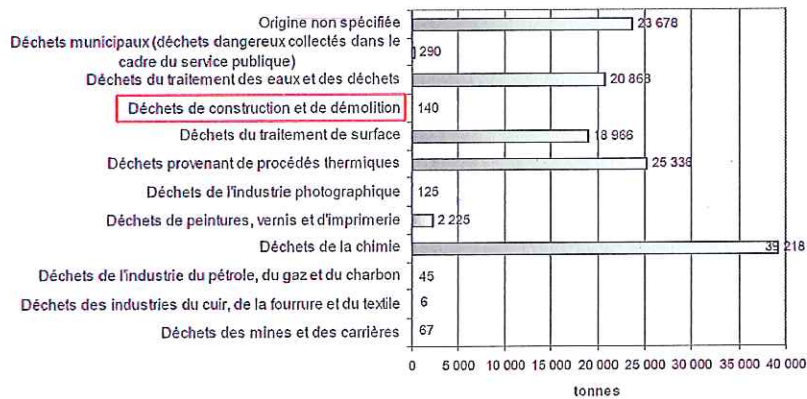 Origine non spécifiée 23 678
Déchets municipaux (déchets dangereux collectés dans le
cadre du service publique) 290
Déchets du traitement des eaux et des déchets 20 863
Déchets de construction et de démolition 140
Déchets du traitement de surface 18 966
Déchets provenant de procédés thermiques 25 336
Déchets de l'industrie photographique 125
Déchets de peintures, vernis et d'imprimerie 2 225
Déchets de la chimie 39 218
Déchets de l'industrie du pétrole, du gaz et du charbon 45
Déchets des industries du cuir, de la fourrure et du textile 6
Déchets des mines et des carrières 67
0 5 000 10 000 15 000 20 000 25 000 30 000 35 000 40 000
tonnes